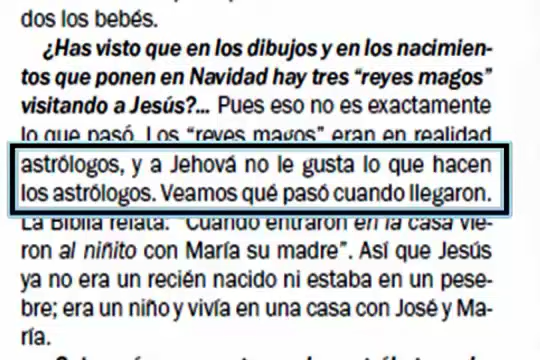 dos los bebés.
¿Has visto que en los dibujos y en los nacimien-
tos que ponen en Navidad hay tres “reyes magos”
visitando a Jesús?... Pues eso no es exactamente
lo que pasó. Los “reyes magos” eran en realidad
astrólogos, y a Jehová no le gusta lo que hacen
los astrólogos. Veamos qué pasó cuando llegaron.
La Biblia relata: “Cuando entraron en la casa vie-
ron al niñito con María su madre”. Así que Jesús
ya no era un recién nacido ni estaba en un pese-
bre; era un niño y vivía en una casa con José y Ma-
ría.